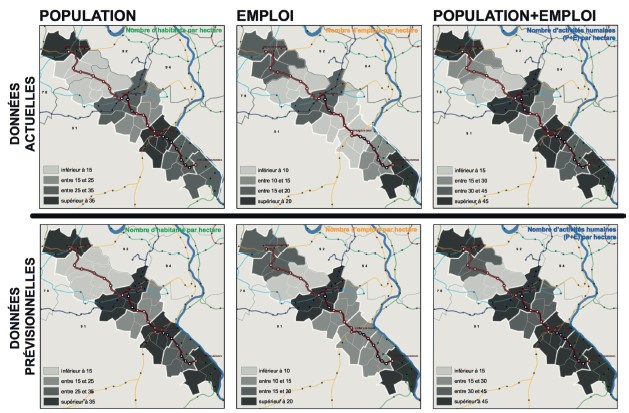 POPULATION
EMPLOI
POPULATION+EMPLOI
DONNÉES
ACTUELLES
Nombre d'habitants par hectare
inférieur à 15
entre 15 et 25
entre 25 et 35
supérieur à 35
Nombre d'emplois par hectare
inférieur à 10
entre 10 et 15
entre 15 et 20
supérieur à 20
Nombre d'activités humaines
(P+E) par hectare
inférieur à 15
entre 15 et 30
entre 30 et 45
supérieur à 45
DONNÉES
PRÉVISIONNELLES
Nombre d'habitants par hectare
inférieur à 15
entre 15 et 25
entre 25 et 35
supérieur à 35
Nombre d'emplois par hectare
inférieur à 10
entre 10 et 15
entre 15 et 20
supérieur à 20
Nombre d'activités humaines
(P+E) par hectare
inférieur à 15
entre 15 et 30
entre 30 et 45
supérieur à 45